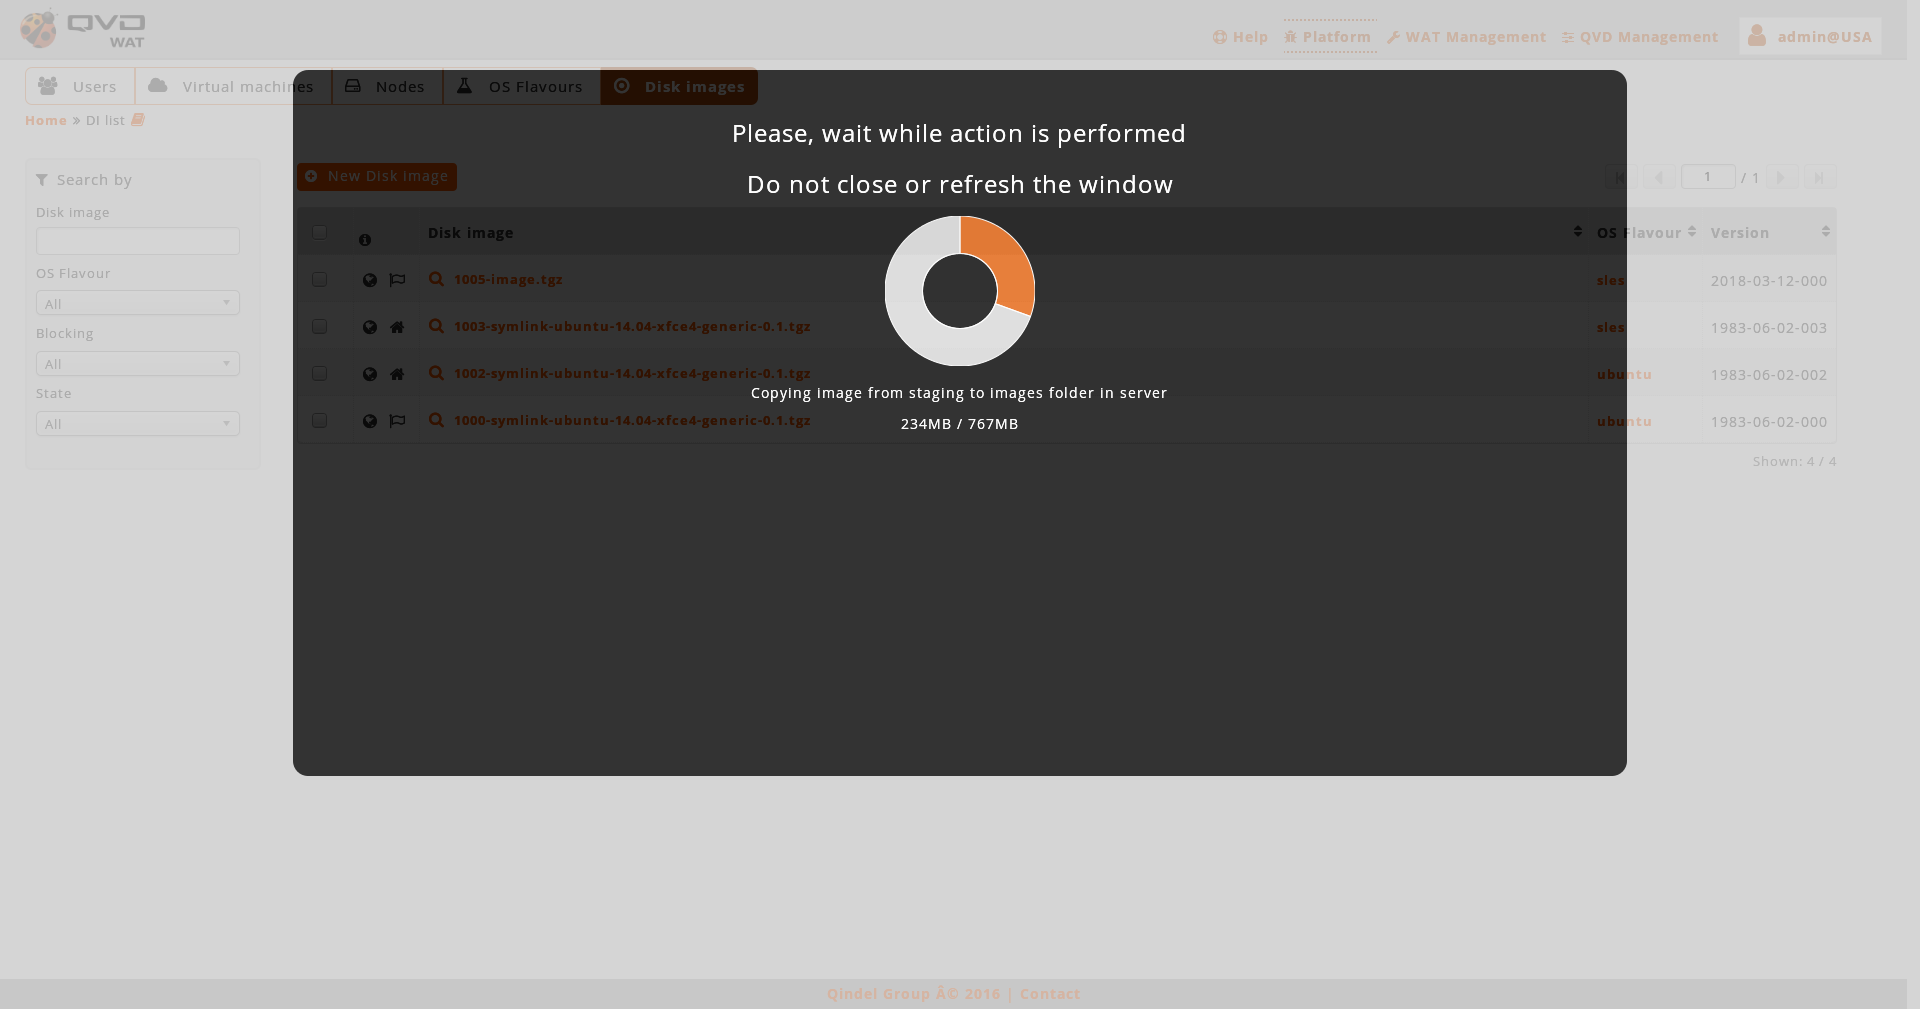 QVD
WAT
Help
Platform
WAT Management
QVD Management
admin@USA
Users
Virtual machines
Nodes
OS Flavours
Disk images
Home » DI list
Please, wait while action is performed
Do not close or refresh the window
Search by
Disk image
OS Flavour
All
Blocking
All
State
All
New Disk image
1 / 1
Disk image OS Flavour Version
1005-image.tgz sles 2018-03-12-000
1003-symlink-ubuntu-14.04-xfce4-generic-0.1.tgz sles 1983-06-02-003
1002-symlink-ubuntu-14.04-xfce4-generic-0.1.tgz ubuntu 1983-06-02-002
1000-symlink-ubuntu-14.04-xfce4-generic-0.1.tgz ubuntu 1983-06-02-000
Copying image from staging to images folder in server
234MB / 767MB
Shown: 4 / 4
Qindel Group Â© 2016 | Contact